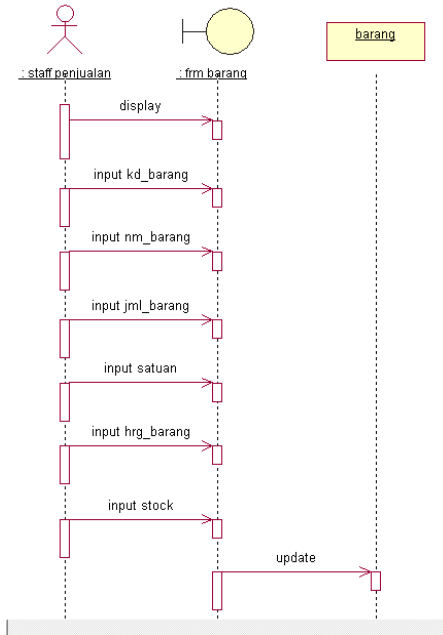 barang
: staff penjualan
: frm barang
display
input kd_barang
input nm_barang
input jml_barang
input satuan
input hrg_barang
input stock
update